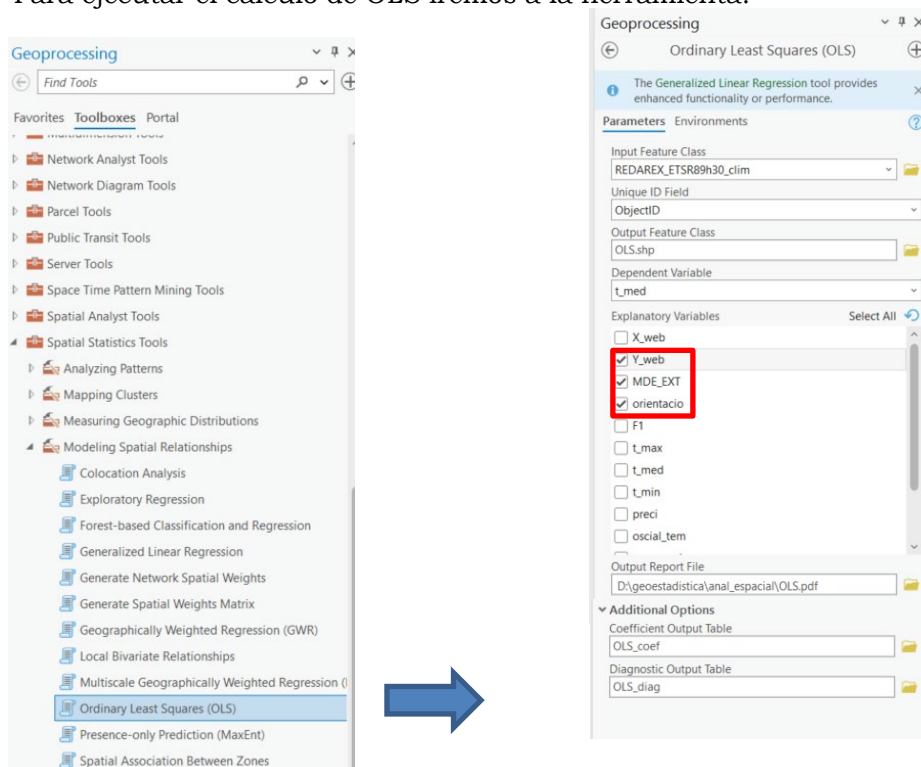 Para ejecutar el cálculo de OLS iremos a la herramienta:
Geoprocessing
Find Tools
Favorites Toolboxes Portal
Multidimension Tools
Network Analyst Tools
Network Diagram Tools
Parcel Tools
Public Transit Tools
Server Tools
Space Time Pattern Mining Tools
Spatial Analyst Tools
Spatial Statistics Tools
Analyzing Patterns
Mapping Clusters
Measuring Geographic Distributions
Modeling Spatial Relationships
Colocation Analysis
Exploratory Regression
Forest-based Classification and Regression
Generalized Linear Regression
Generate Network Spatial Weights
Generate Spatial Weights Matrix
Geographically Weighted Regression (GWR)
Local Bivariate Relationships
Multiscale Geographically Weighted Regression (
Ordinary Least Squares (OLS)
Presence-only Prediction (MaxEnt)
Spatial Association Between Zones
Geoprocessing
Ordinary Least Squares (OLS)
The Generalized Linear Regression tool provides
enhanced functionality or performance.
Parameters Environments
Input Feature Class
REDAREX_ETSR89h30_clim
Unique ID Field
ObjectID
Output Feature Class
OLS.shp
Dependent Variable
t_med
Explanatory Variables Select All
X_web
Y_web
MDE_EXT
orientacio
F1
t_max
t_med
t_min
preci
oscial_tem
Output Report File
D:\geoestadistica\anal_espacial\OLS.pdf
Additional Options
Coefficient Output Table
OLS_coef
Diagnostic Output Table
OLS_diag